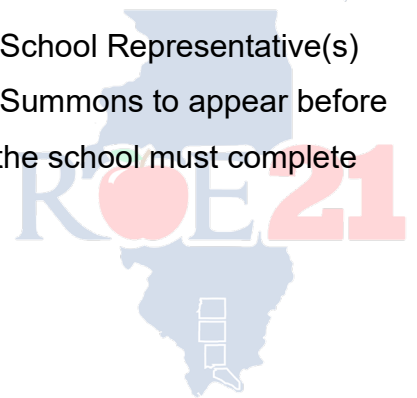 School Representative(s)
Summons to appear before
the school must complete
ROE21